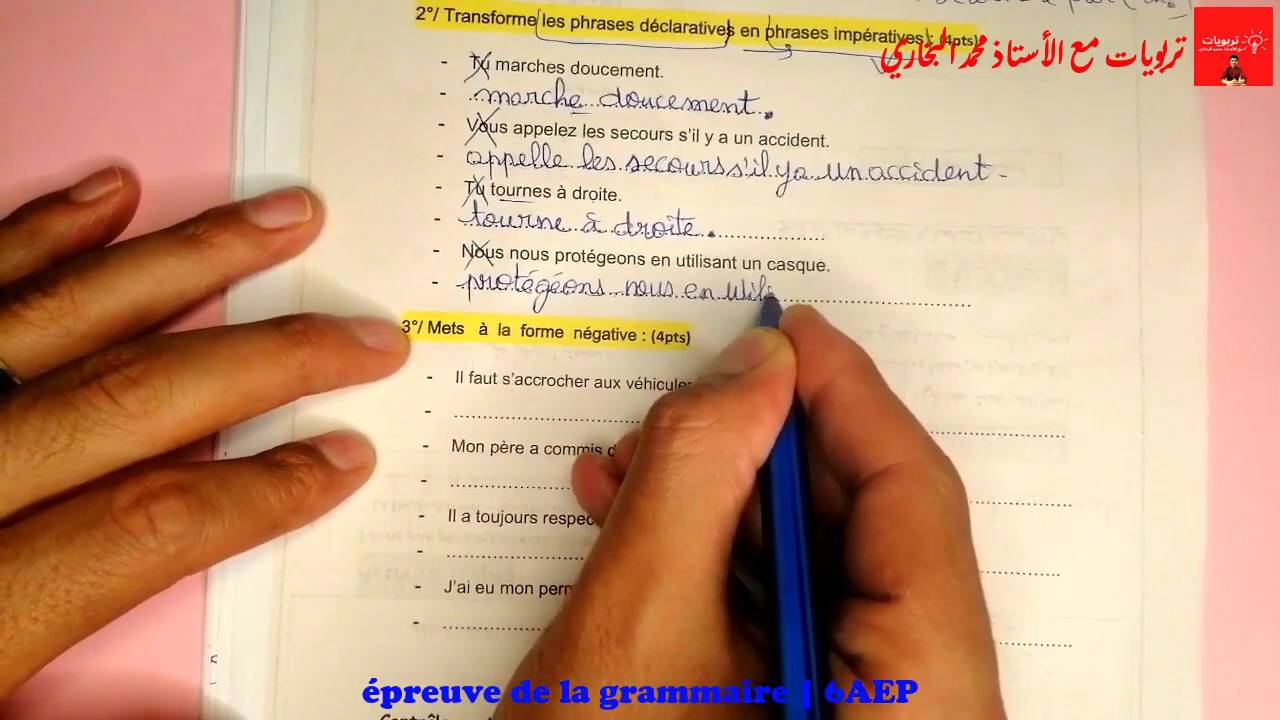 2°/ Transforme les phrases déclaratives en phrases impératives : (4pts)
تربويات مع الأستاذ محمد البخاري
تربويات
- Tu marches doucement.
- marche doucement.
- Vous appelez les secours s'il y a un accident.
- appelle les secours s'il y a un accident.
- Tu tournes à droite.
- tourne à droite.
- Nous nous protégeons en utilisant un casque.
- protégeons nous en utili
3°/ Mets à la forme négative : (4pts)
- Il faut s'accrocher aux véhicules
-
- Mon père a commis
-
- Il a toujours respec
-
- J'ai eu mon perm
-
épreuve de la grammaire | 6AEP